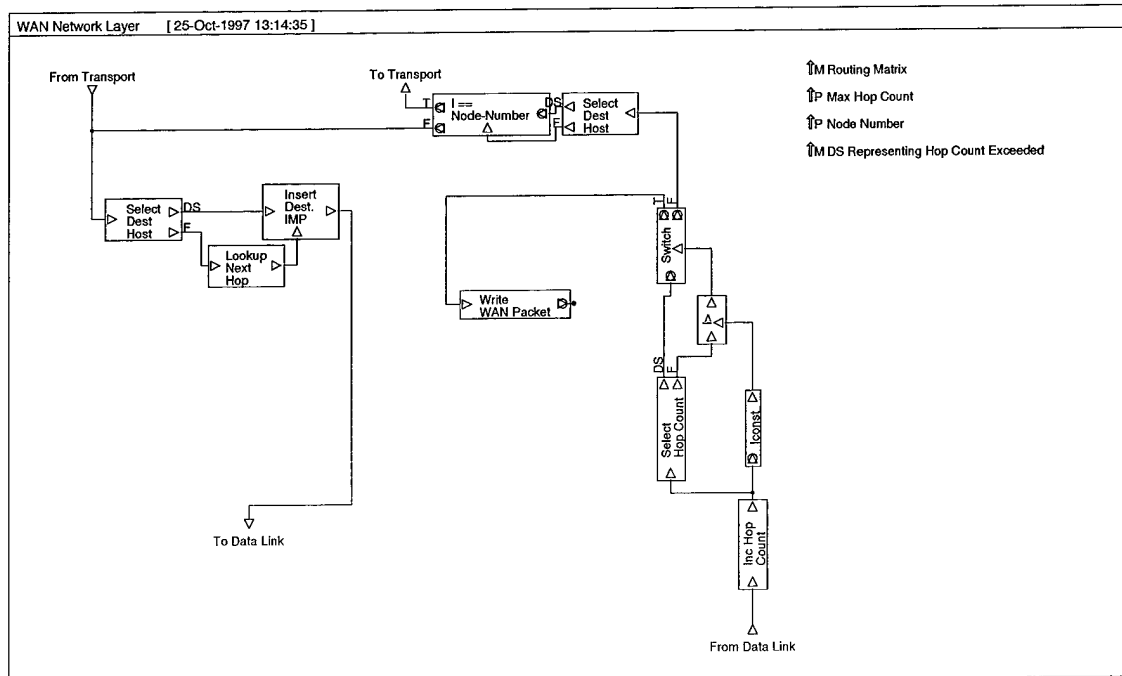 WAN Network Layer [ 25-Oct-1997 13:14:35 ]
From Transport
To Transport
T
F
I ==
Node-Number
DS
F
Select
Dest
Host
⇧M Routing Matrix
⇧P Max Hop Count
⇧P Node Number
⇧M DS Representing Hop Count Exceeded
Select
Dest
Host
DS
F
Insert
Dest.
IMP
Lookup
Next
Hop
T
F
Switch
Write
WAN Packet
DS
F
Select
Hop Count
Iconst
Inc Hop
Count
To Data Link
From Data Link